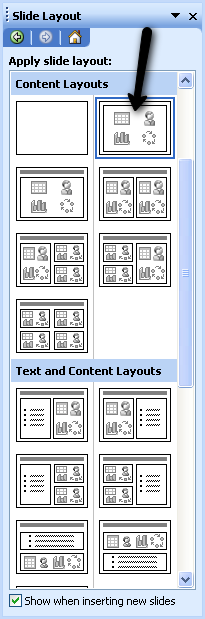 Slide Layout
Apply slide layout:
Content Layouts
Text and Content Layouts
Show when inserting new slides